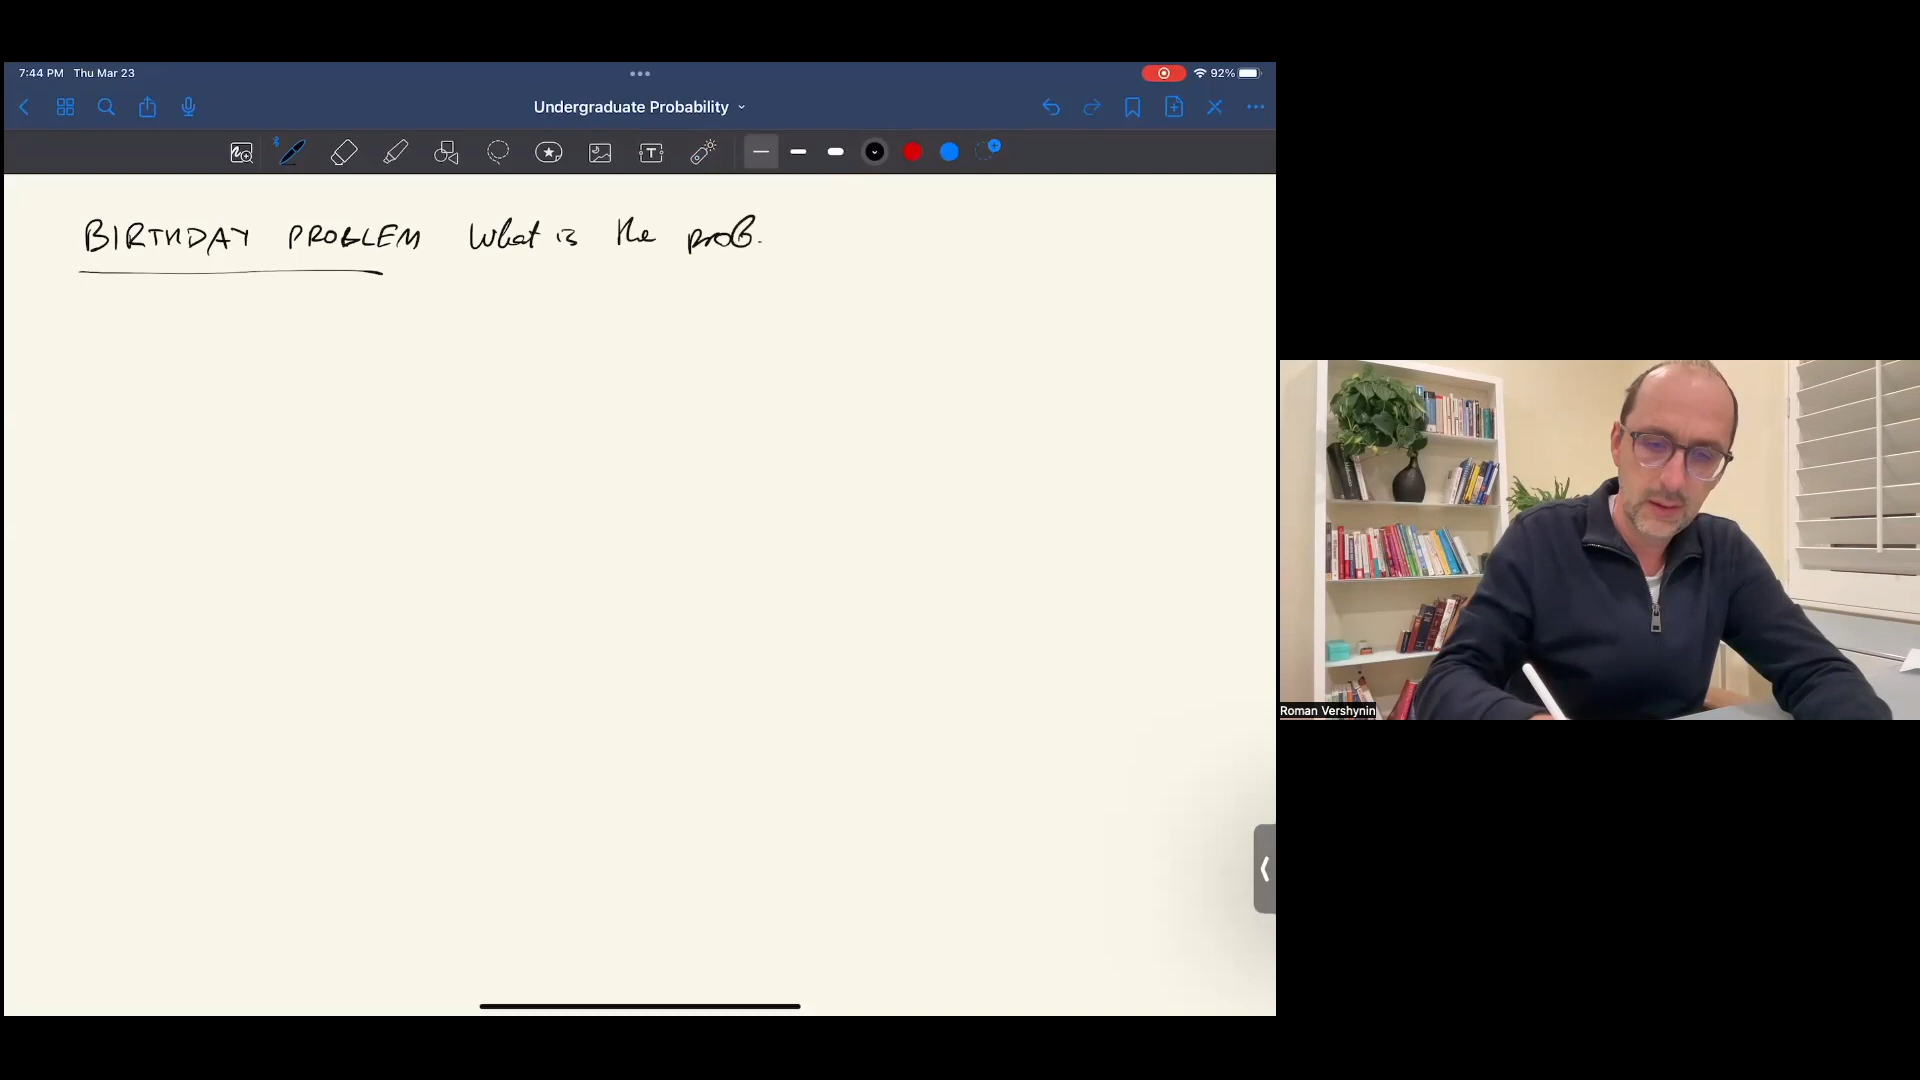 7:44 PM Thu Mar 23
92%
Undergraduate Probability
BIRTHDAY PROBLEM What is the prob.
Roman Vershynin